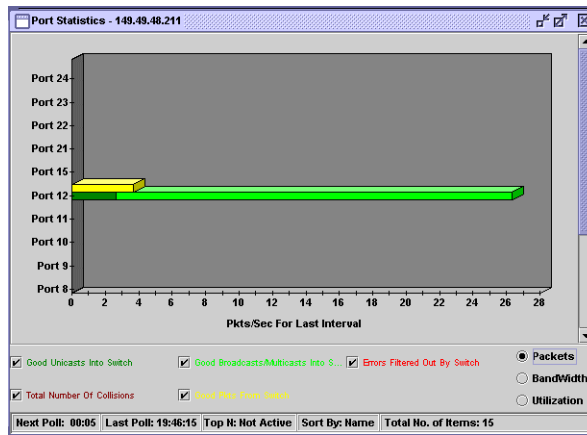 Port Statistics - 149.49.48.211
Port 24
Port 23
Port 22
Port 21
Port 15
Port 12
Port 11
Port 10
Port 9
Port 8
0 2 4 6 8 10 12 14 16 18 20 22 24 26 28
Pkts/Sec For Last Interval
Good Unicasts Into Switch
Good Broadcasts/Multicasts Into S...
Errors Filtered Out By Switch
Packets
BandWidth
Total Number Of Collisions
Good Pkts From Switch
Utilization
Next Poll: 00:05 Last Poll: 19:46:15 Top N: Not Active Sort By: Name Total No. of Items: 15